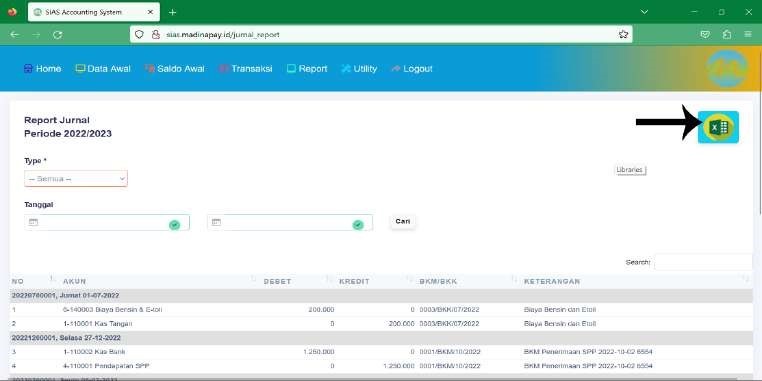 SIAS Accounting System
sias.madinapay.id/jurnal_report
Home Data Awal Saldo Awal Transaksi Report Utility Logout
Report Jurnal
Periode 2022/2023
Type *
-- Semua --
Libraries
Tanggal
Cari
Search:
NO AKUN DEBET KREDIT BKM/BKK KETERANGAN
20220760001, Jumat 01-07-2022
1 6-140003 Biaya Bensin & E-toll 200.000 0 0003/BKK/07/2022 Biaya Bensin dan Etoll
2 1-110001 Kas Tangan 0 200.000 0003/BKK/07/2022 Biaya Bensin dan Etoll
20221260001, Selasa 27-12-2022
3 1-110002 Kas Bank 1.250.000 0 0001/BKM/10/2022 BKM Penerimaan SPP 2022-10-02 6554
4 4-110001 Pendapatan SPP 0 1.250.000 0001/BKM/10/2022 BKM Penerimaan SPP 2022-10-02 6554